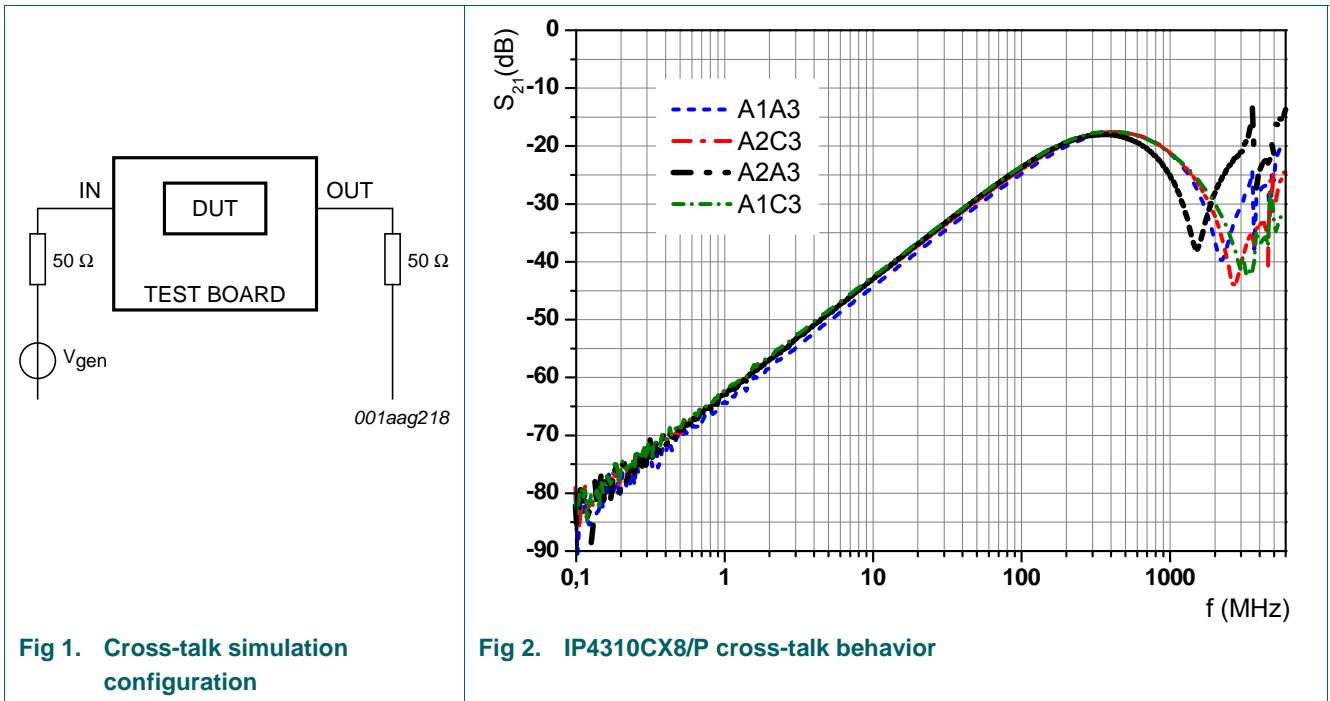 IN
OUT
DUT
50 Ω
50 Ω
TEST BOARD
Vgen
001aag218
Fig 1. Cross-talk simulation
configuration
S21(dB)
0
-10
-20
-30
-40
-50
-60
-70
-80
-90
A1A3
A2C3
A2A3
A1C3
0,1
1
10
100
1000
f (MHz)
Fig 2. IP4310CX8/P cross-talk behavior